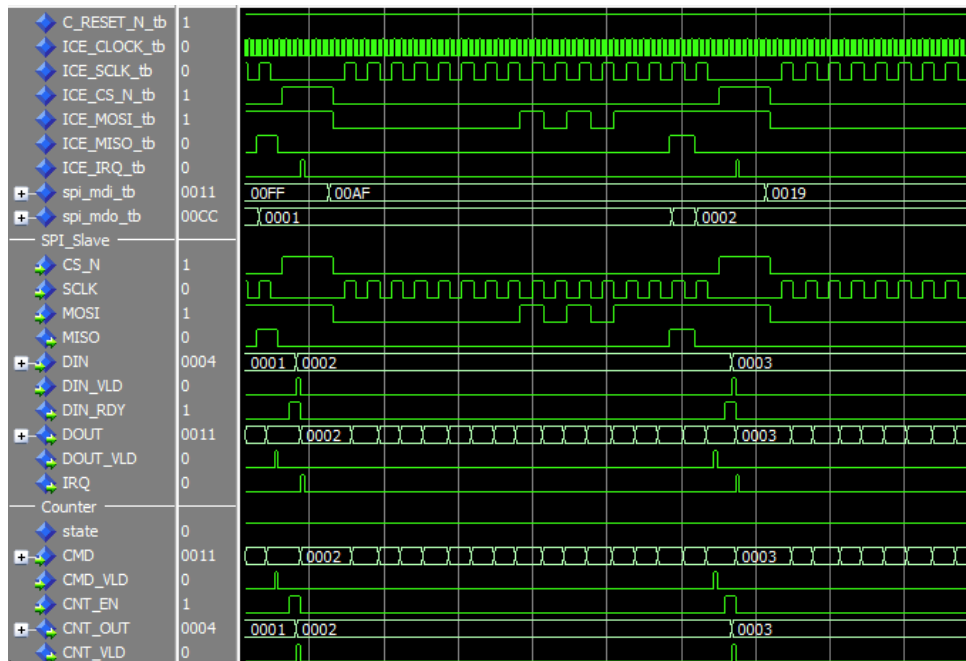 C_RESET_N_tb 1
ICE_CLOCK_tb 0
ICE_SCLK_tb 0
ICE_CS_N_tb 1
ICE_MOSI_tb 1
ICE_MISO_tb 0
ICE_IRQ_tb 0
spi_mdi_tb 0011 00FF 00AF 0019
spi_mdo_tb 00CC 0001 0002
SPI_Slave
CS_N 1
SCLK 0
MOSI 1
MISO 0
DIN 0004 0001 0002 0003
DIN_VLD 0
DIN_RDY 1
DOUT 0011 0002 0003
DOUT_VLD 0
IRQ 0
Counter
state 0
CMD 0011 0002 0003
CMD_VLD 0
CNT_EN 1
CNT_OUT 0004 0001 0002 0003
CNT_VLD 0